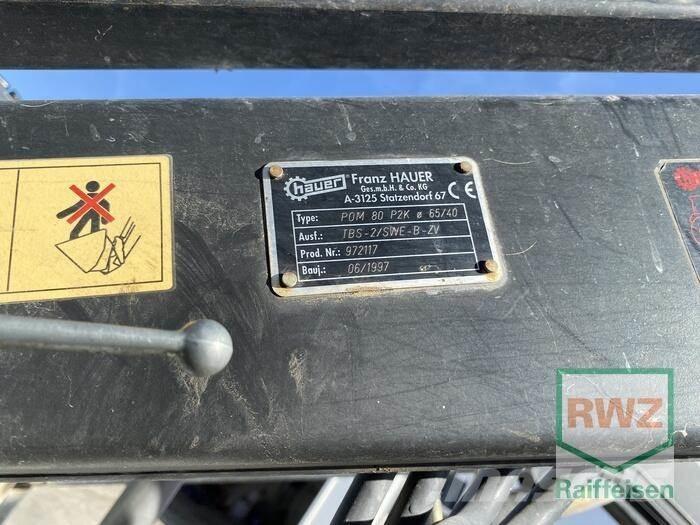 hauer
Franz HAUER
Ges.m.b.H. & Co. KG
A-3125 Statzendorf 67
CE
Type: POM 80 P2K ø 65/40
Ausf.: TBS-2/SWE-B-ZV
Prod. Nr.: 972117
Bauj.: 06/1997
RWZ
Raiffeisen